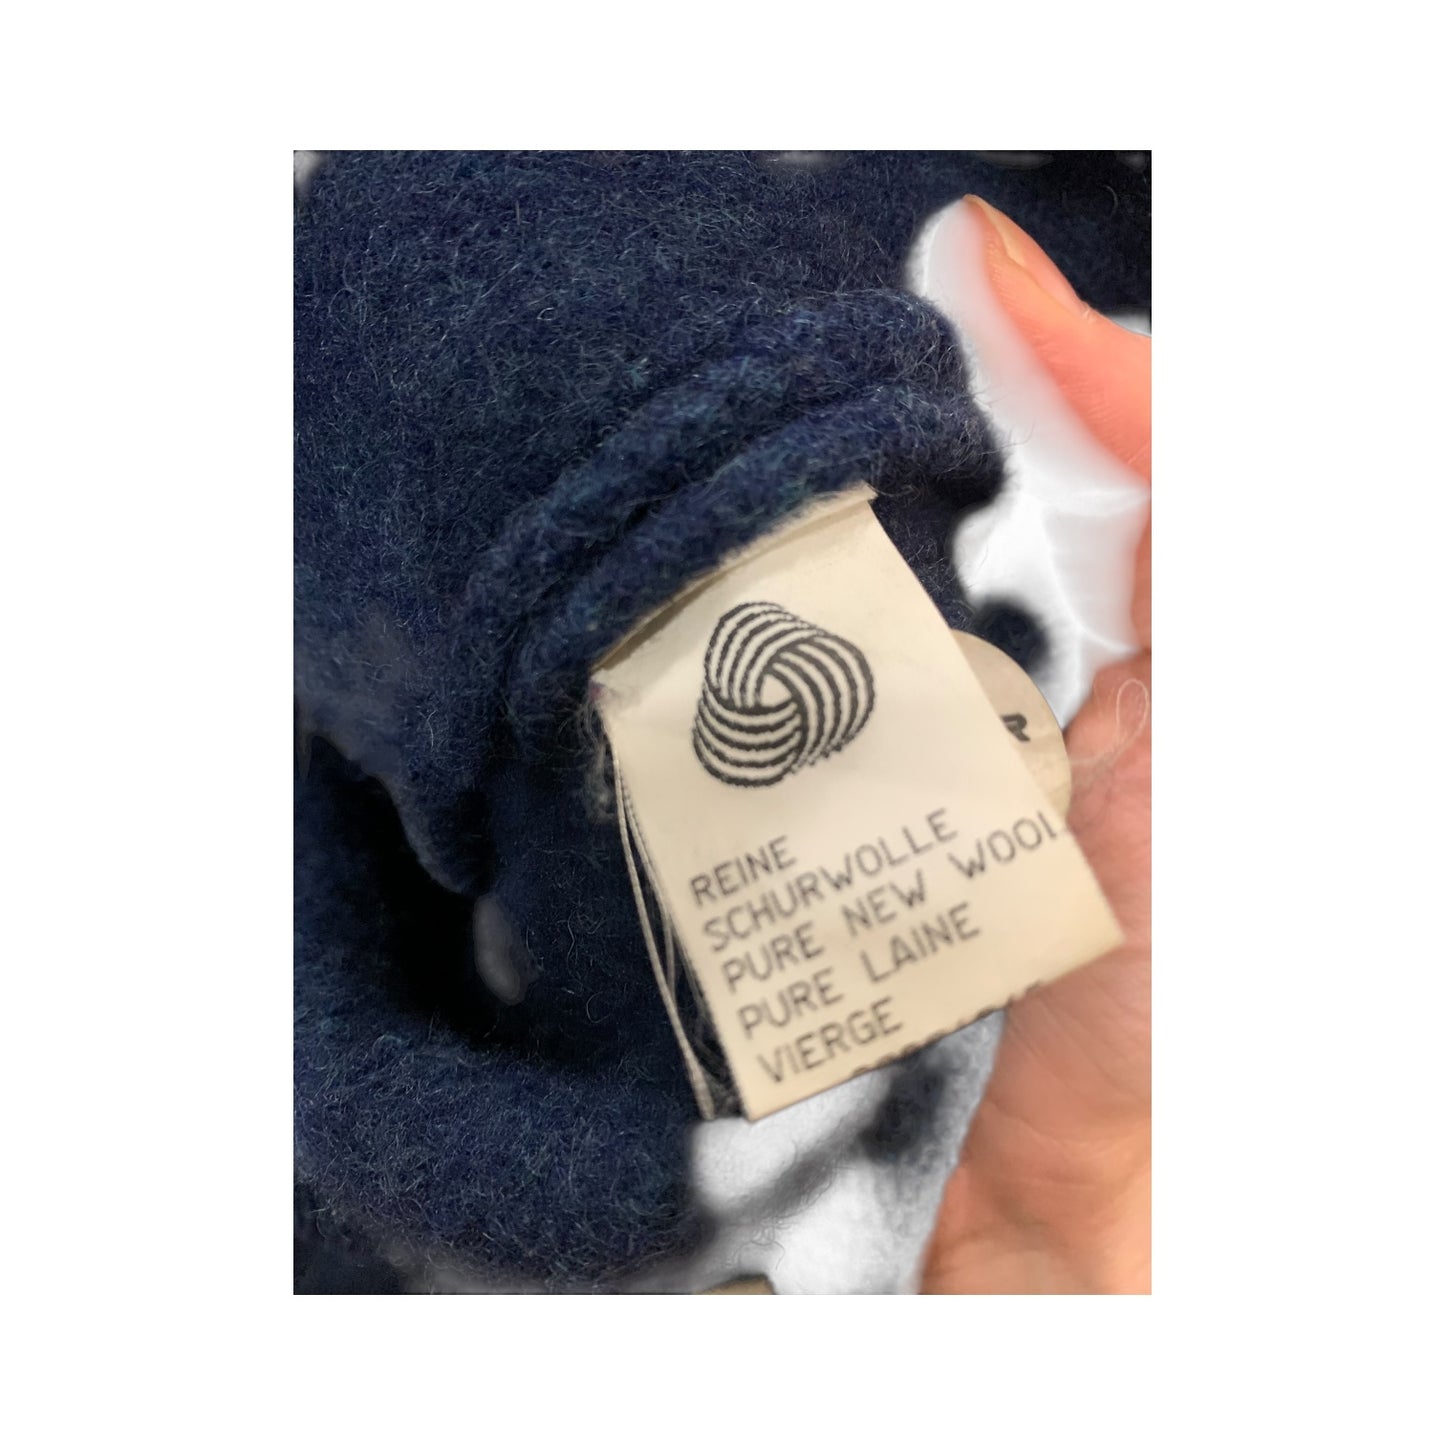 REINE
SCHURWOLLE
PURE NEW WOOL
PURE LAINE
VIERGE